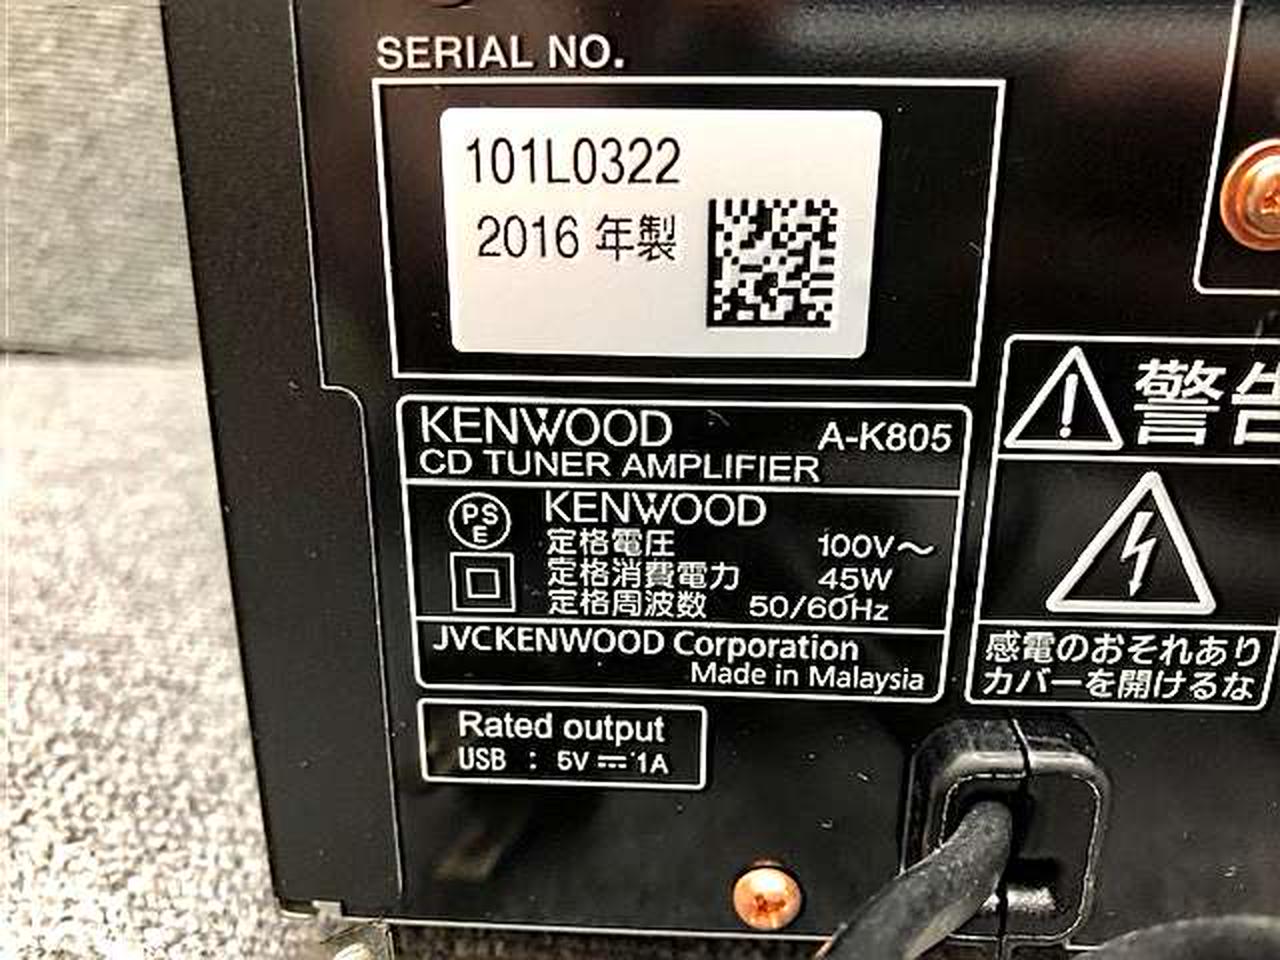 SERIAL NO.
101L0322
2016 年製
KENWOOD A-K805
CD TUNER AMPLIFIER
PS
E
KENWOOD
定格電圧 100V～
定格消費電力 45W
定格周波数 50/60Hz
JVCKENWOOD Corporation
Made in Malaysia
Rated output
USB : 5V⎓1A
警告
感電のおそれあり
カバーを開けるな